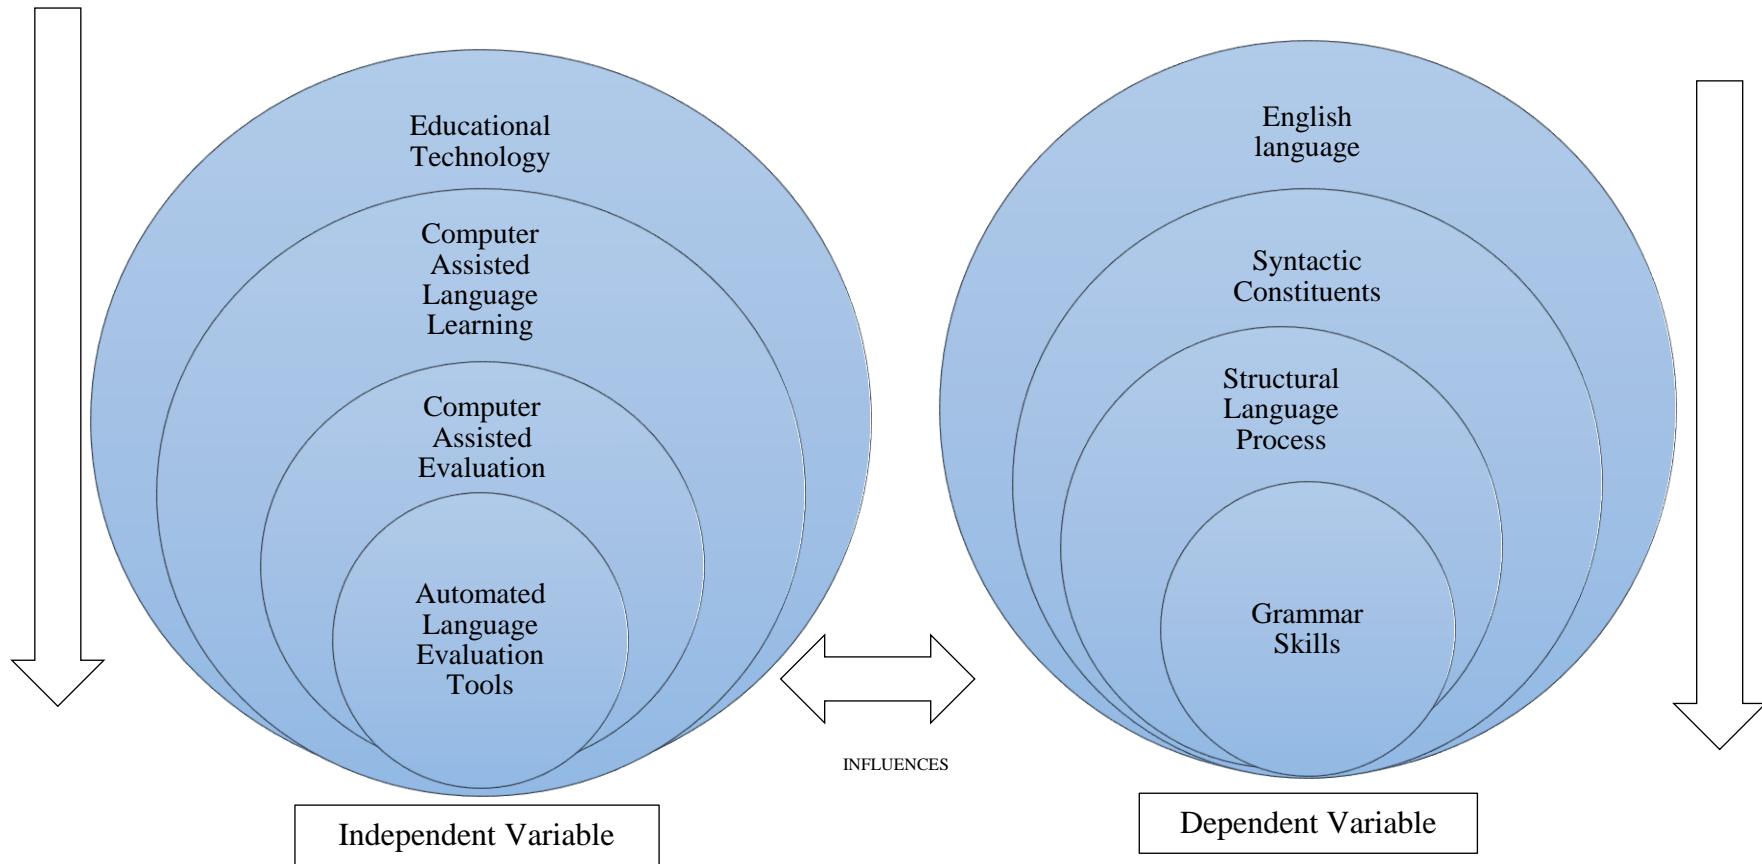 Educational
Technology
Computer
Assisted
Language
Learning
Computer
Assisted
Evaluation
Automated
Language
Evaluation
Tools
Independent Variable
INFLUENCES
English
language
Syntactic
Constituents
Structural
Language
Process
Grammar
Skills
Dependent Variable